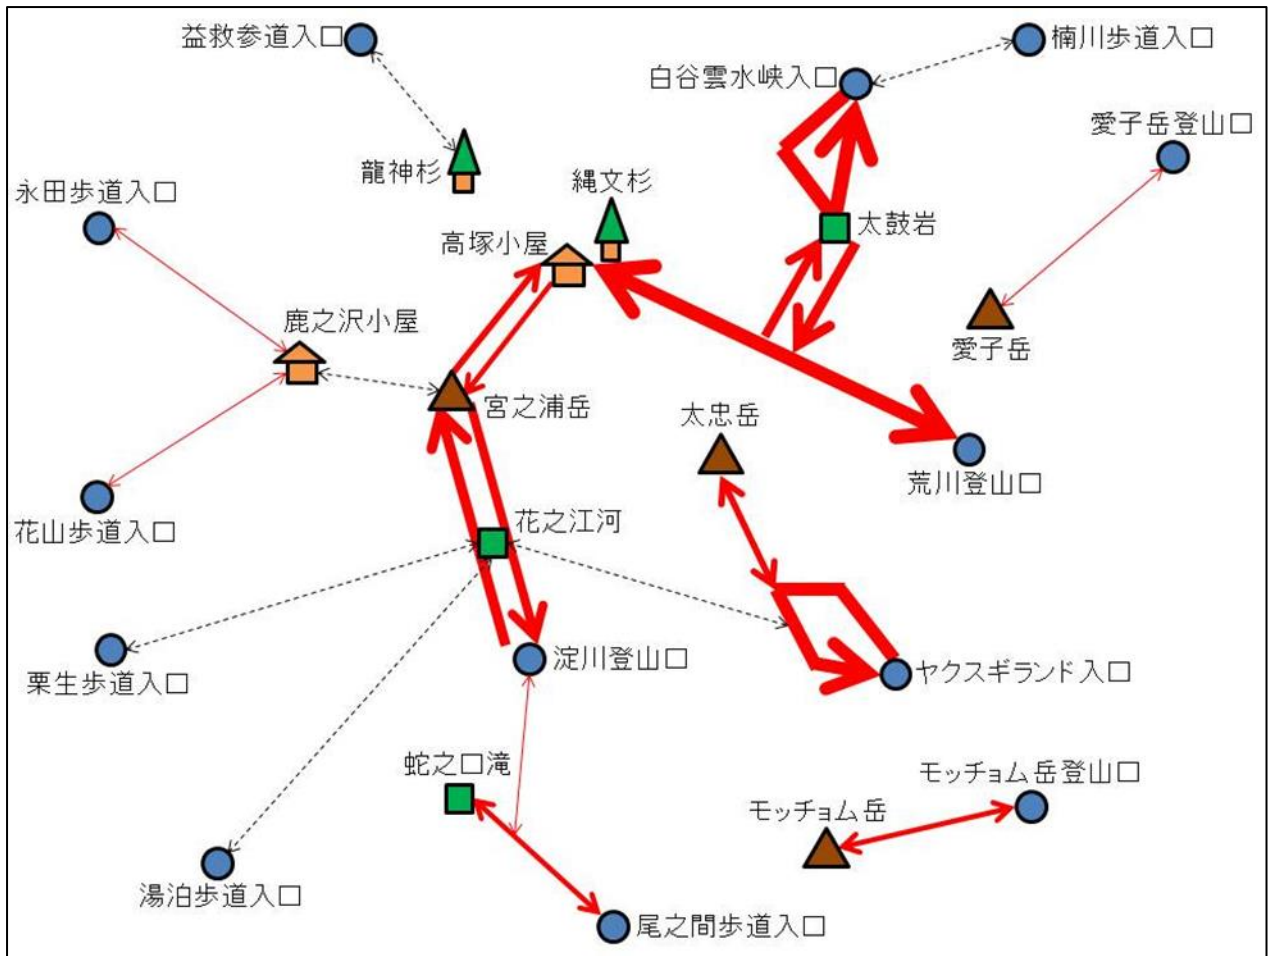 益救参道入口
楠川歩道入口
白谷雲水峡入口
愛子岳登山口
龍神杉
縄文杉
永田歩道入口
太鼓岩
高塚小屋
鹿之沢小屋
愛子岳
宮之浦岳
太忠岳
荒川登山口
花之江河
花山歩道入口
淀川登山口
ヤクスギランド入口
栗生歩道入口
蛇之口滝
モッチョム岳登山口
モッチョム岳
湯泊歩道入口
尾之間歩道入口